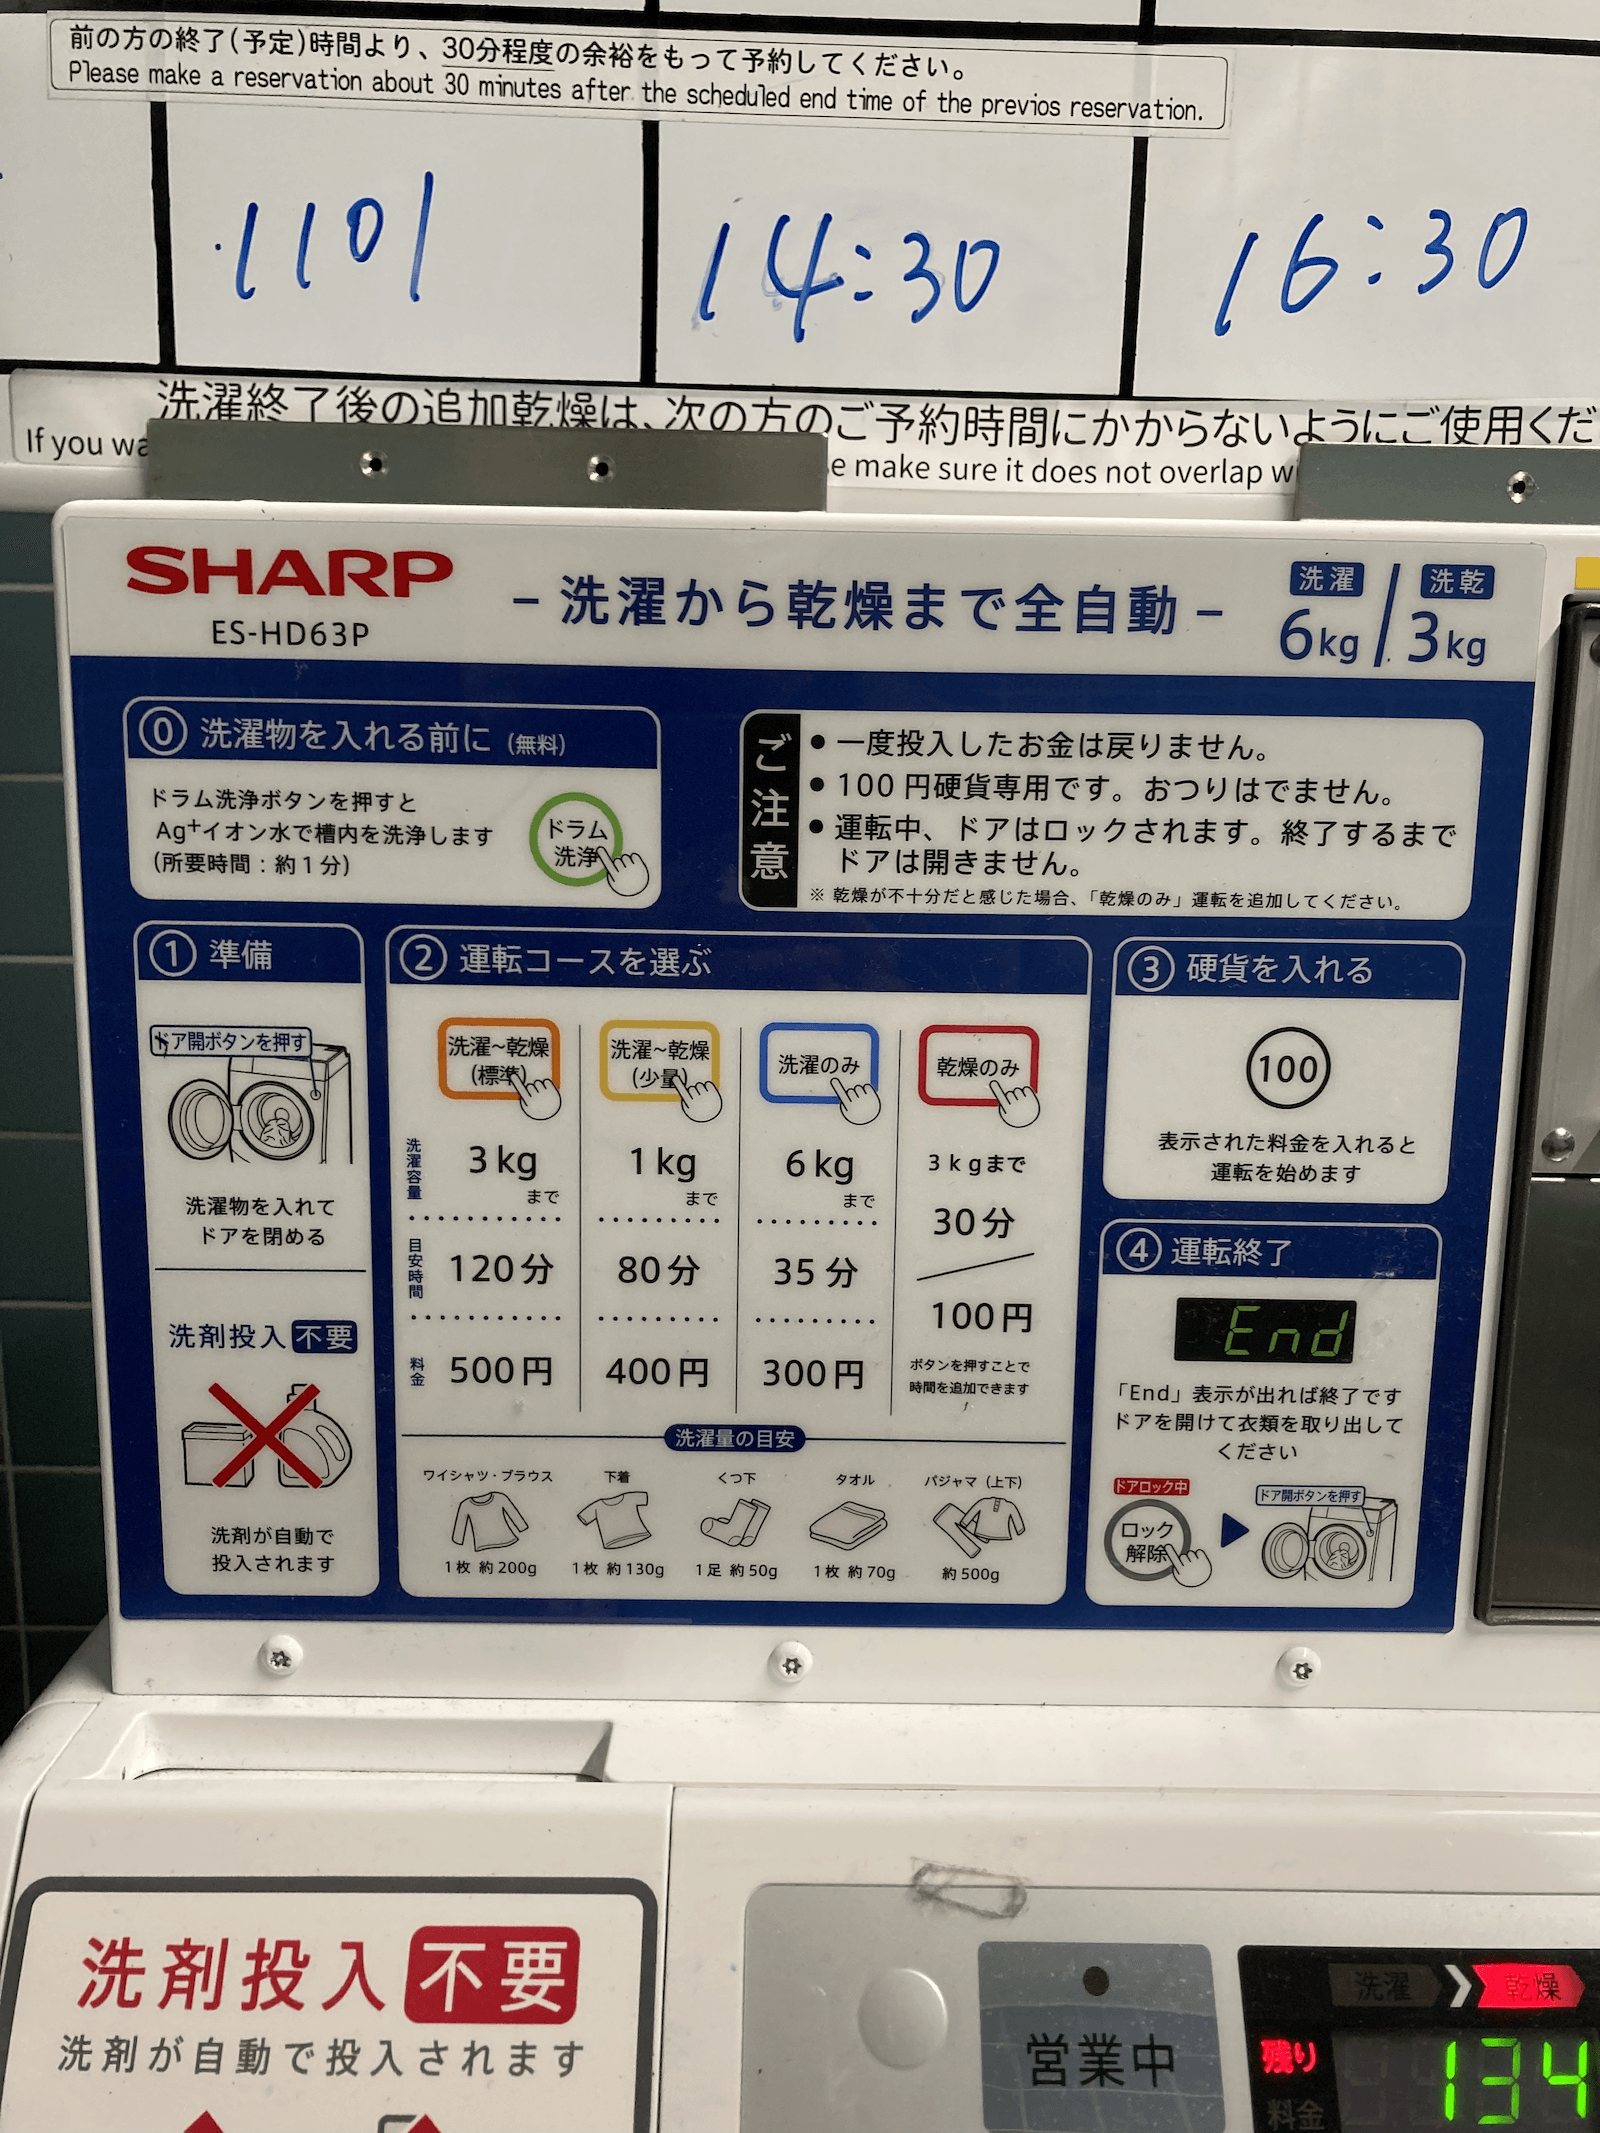 前の方の終了(予定)時間より、30分程度の余裕をもって予約してください。
Please make a reservation about 30 minutes after the scheduled end time of the previos reservation.
1101
14:30
16:30
洗濯終了後の追加乾燥は、次の方のご予約時間にかからないようにご使用くだ
If you wa
e make sure it does not overlap w
SHARP
ES-HD63P
－洗濯から乾燥まで全自動－
洗濯 6kg / 洗乾 3kg
⓪ 洗濯物を入れる前に (無料)
ドラム洗浄ボタンを押すと
Ag⁺イオン水で槽内を洗浄します
(所要時間：約1分)
ドラム
洗浄
ご注意
● 一度投入したお金は戻りません。
● 100円硬貨専用です。おつりはでません。
● 運転中、ドアはロックされます。終了するまで
ドアは開きません。
※ 乾燥が不十分だと感じた場合、「乾燥のみ」運転を追加してください。
① 準備
ドア開ボタンを押す
洗濯物を入れて
ドアを閉める
洗剤投入 不要
洗剤が自動で
投入されます
② 運転コースを選ぶ
洗濯~乾燥
(標準)
洗濯~乾燥
(少量)
洗濯のみ
乾燥のみ
洗濯容量
3kg
まで
1kg
まで
6kg
まで
3kgまで
目安時間
120分
80分
35分
30分
100円
料金
500円
400円
300円
ボタンを押すことで
時間を追加できます
洗濯量の目安
ワイシャツ・ブラウス
下着
くつ下
タオル
パジャマ（上下）
1枚 約200g
1枚 約130g
1足 約50g
1枚 約70g
約500g
③ 硬貨を入れる
100
表示された料金を入れると
運転を始めます
④ 運転終了
End
「End」表示が出れば終了です
ドアを開けて衣類を取り出して
ください
ドアロック中
ロック
解除
ドア開ボタンを押す
洗剤投入 不要
洗剤が自動で投入されます
営業中
洗濯
乾燥
残り
134
料金